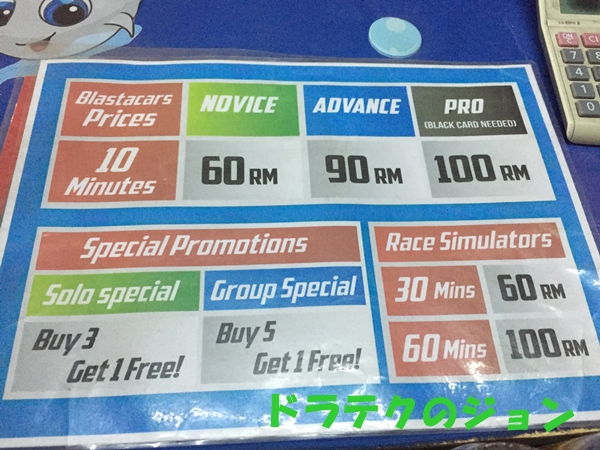 Blastacars Prices
NOVICE
ADVANCE
PRO
(BLACK CARD NEEDED)
10 Minutes
60 RM
90 RM
100 RM
Special Promotions
Solo special
Group Special
Buy 3
Get 1 Free!
Buy 5
Get 1 Free!
Race Simulators
30 Mins
60 RM
60 Mins
100 RM
ドラテクのジョン